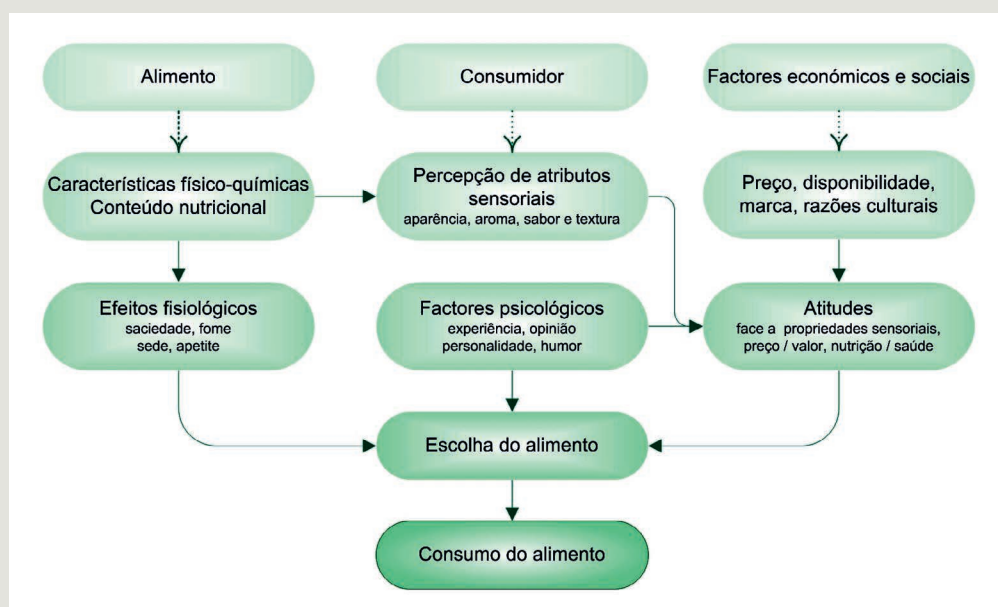 Alimento
Consumidor
Factores económicos e sociais
Características físico-químicas
Conteúdo nutricional
Percepção de atributos
sensoriais
aparência, aroma, sabor e textura
Preço, disponibilidade,
marca, razões culturais
Efeitos fisiológicos
saciedade, fome
sede, apetite
Factores psicológicos
experiência, opinião
personalidade, humor
Atitudes
face a propriedades sensoriais,
preço / valor, nutrição / saúde
Escolha do alimento
Consumo do alimento